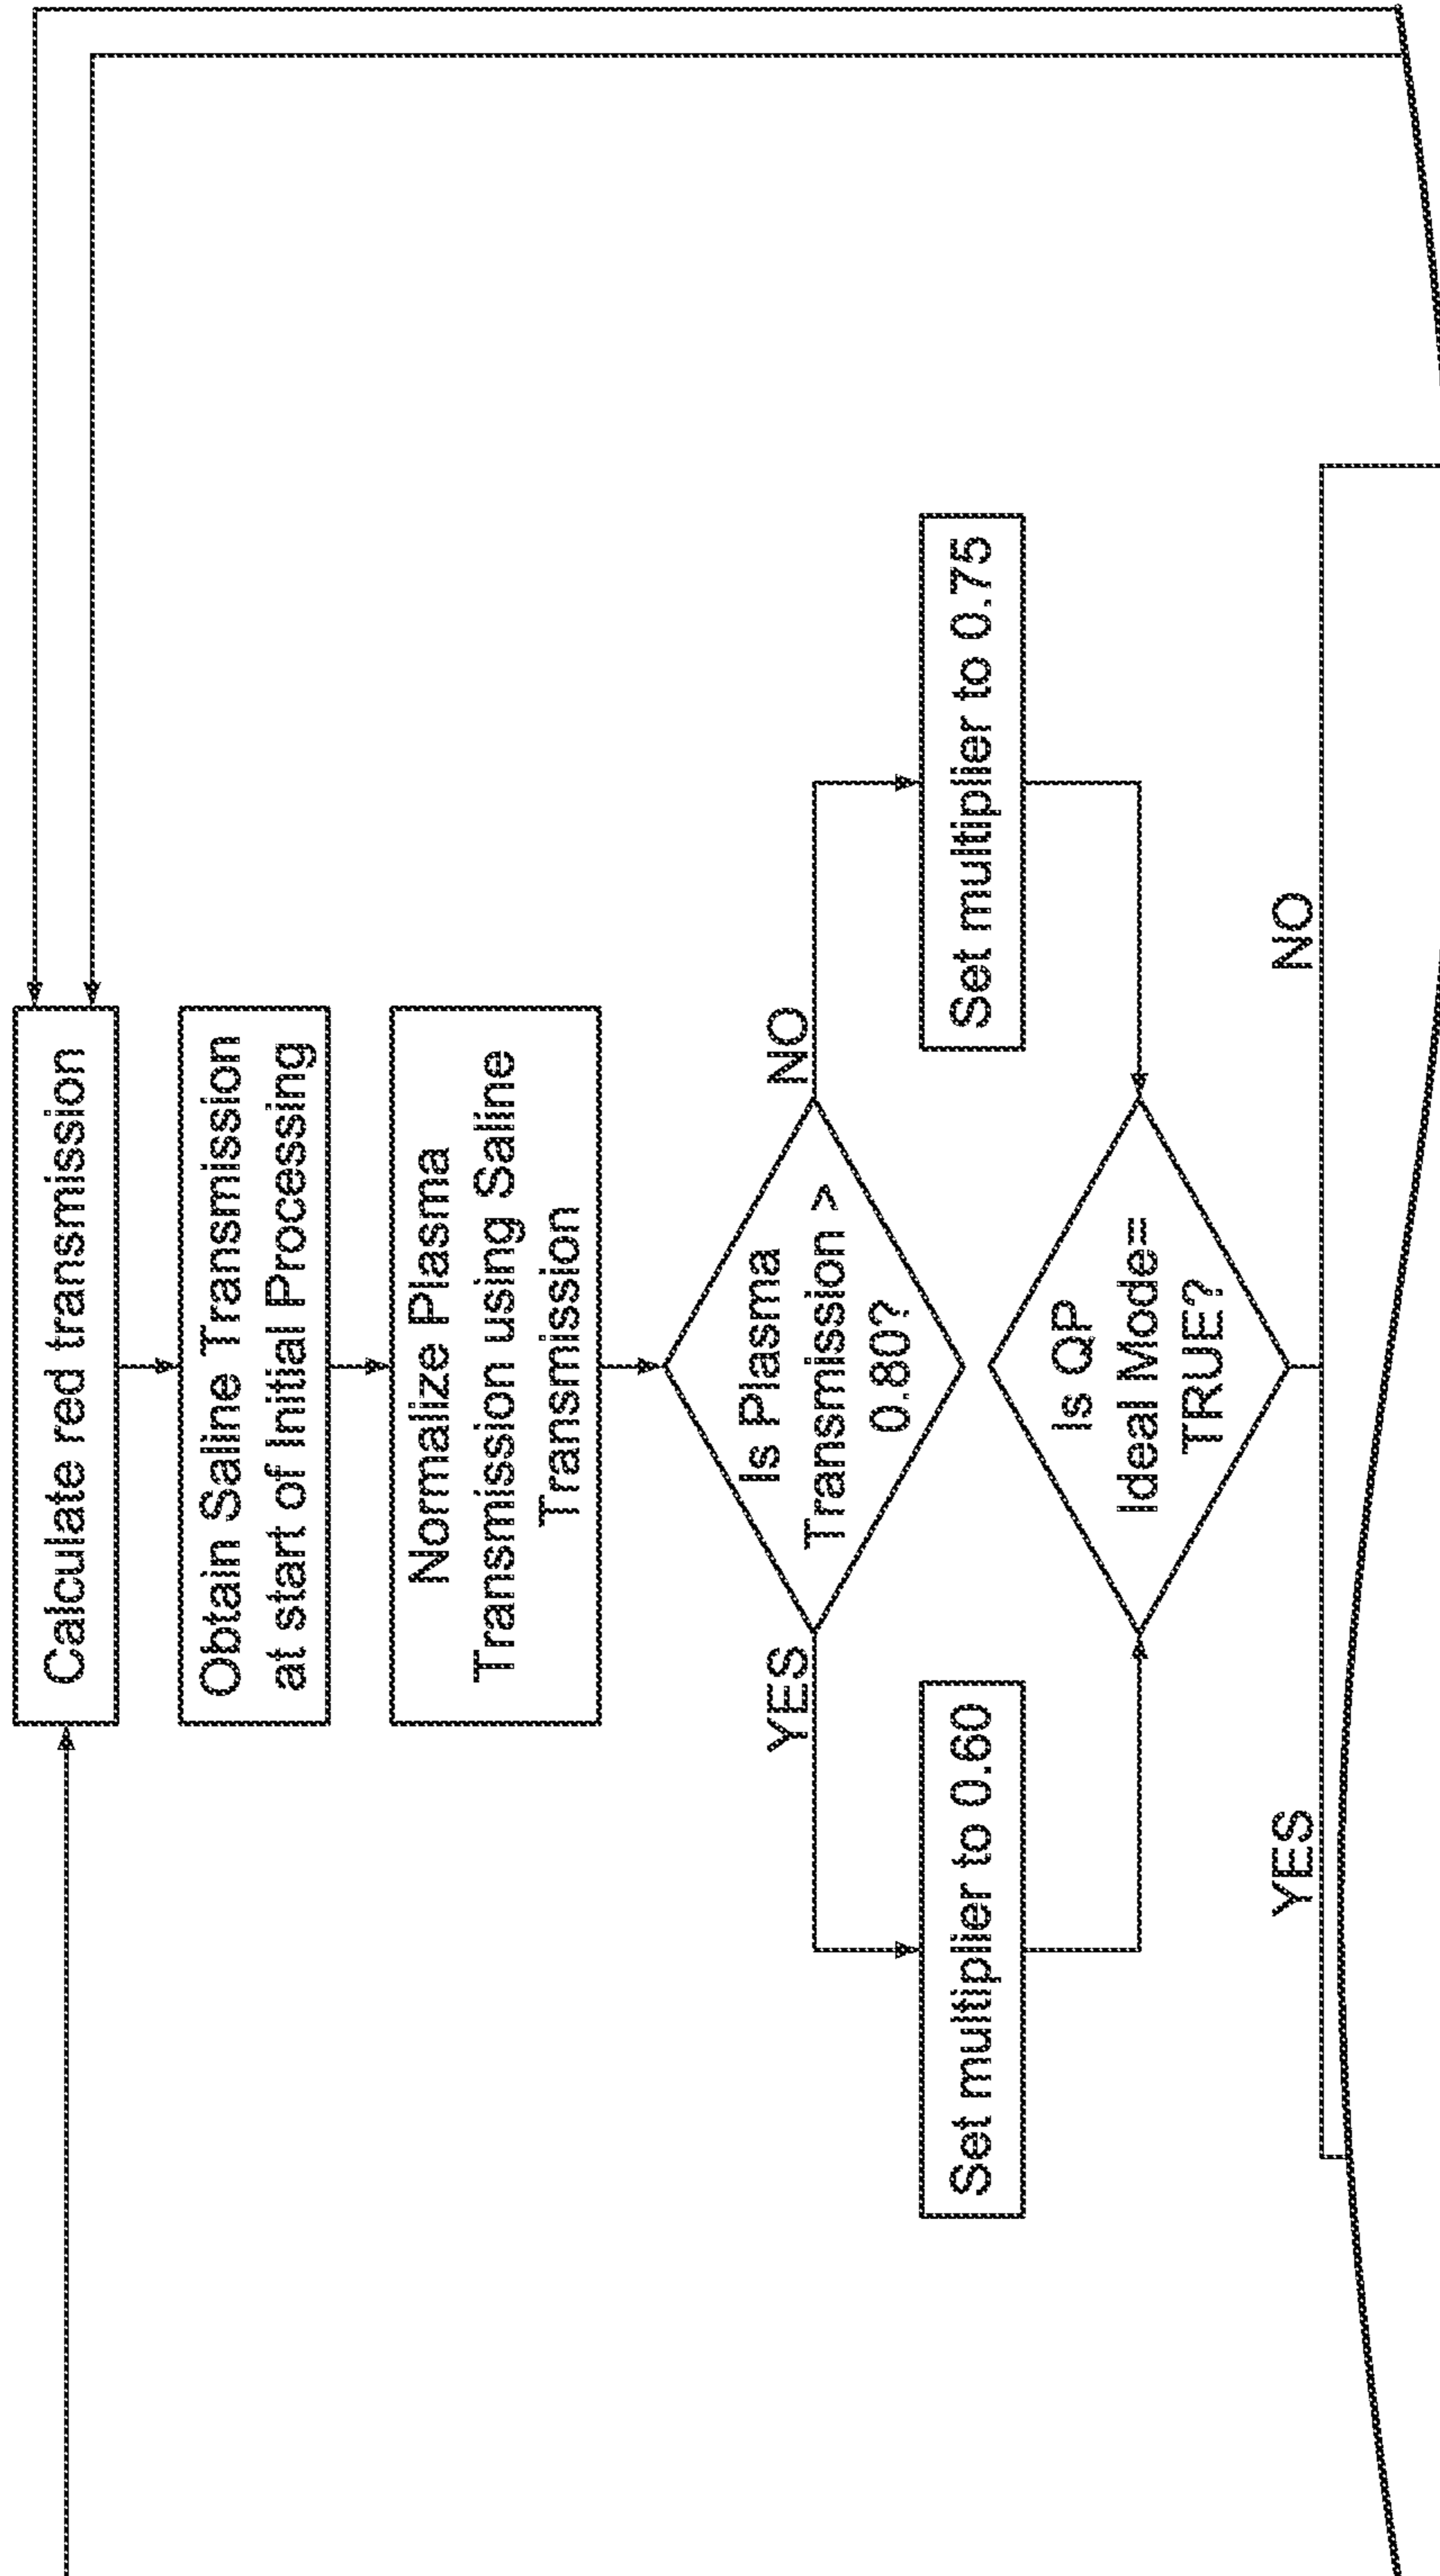 Calculate red transmission
Obtain Saline Transmission
at start of Initial Processing
Normalize Plasma
Transmission using Saline
Transmission
Is Plasma
Transmission >
0.80?
YES
NO
Set multiplier to 0.60
Set multiplier to 0.75
Is QP
Ideal Mode=
TRUE?
YES
NO